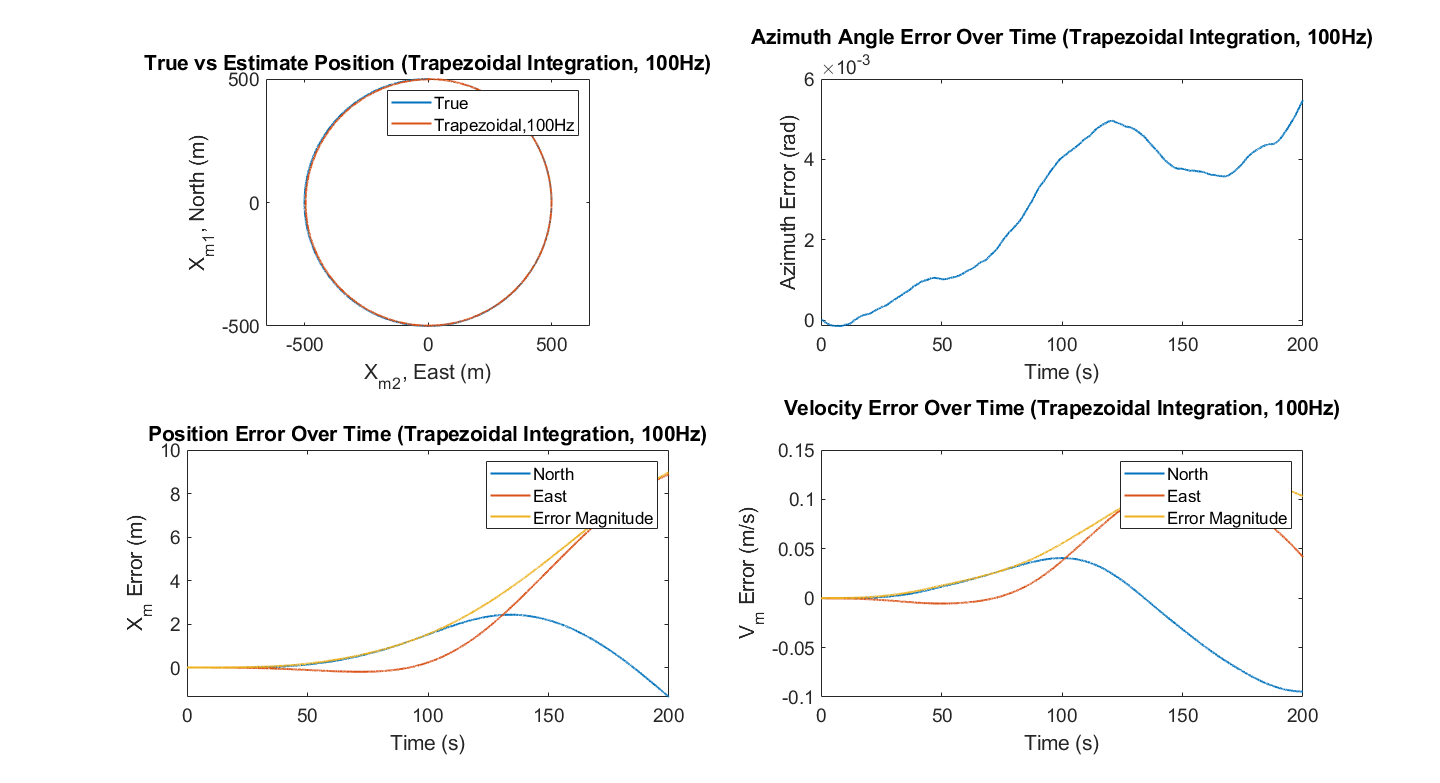 True vs Estimate Position (Trapezoidal Integration, 100Hz)
500
0
-500
X_m1, North (m)
True
Trapezoidal,100Hz
-500 0 500
X_m2, East (m)
Azimuth Angle Error Over Time (Trapezoidal Integration, 100Hz)
×10^-3
6
4
2
0
Azimuth Error (rad)
0 50 100 150 200
Time (s)
Position Error Over Time (Trapezoidal Integration, 100Hz)
10
8
6
4
2
0
X_m Error (m)
North
East
Error Magnitude
0 50 100 150 200
Time (s)
Velocity Error Over Time (Trapezoidal Integration, 100Hz)
0.15
0.1
0.05
0
-0.05
-0.1
V_m Error (m/s)
North
East
Error Magnitude
0 50 100 150 200
Time (s)